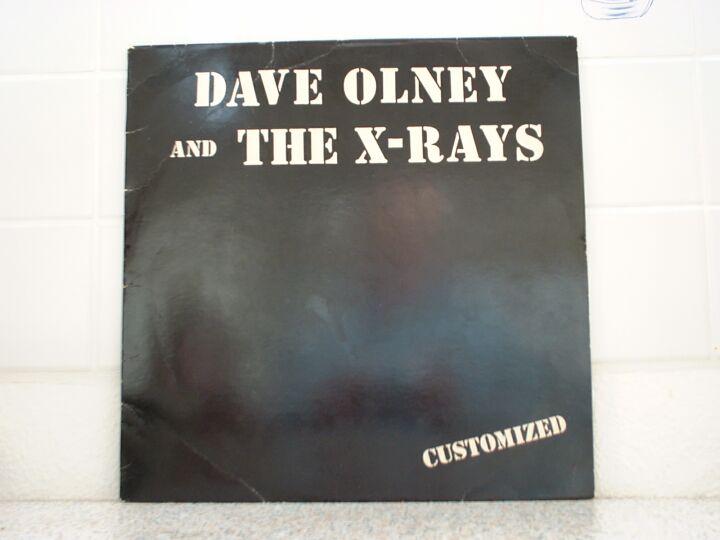 DAVE OLNEY
AND THE X-RAYS
CUSTOMIZED